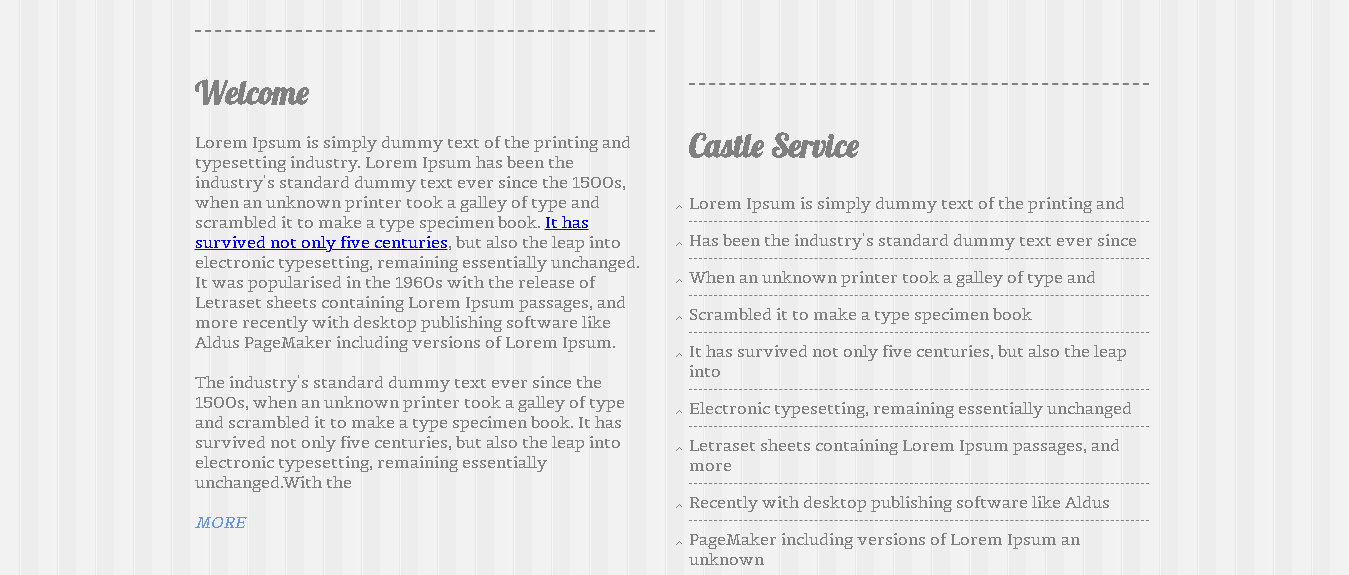 Welcome
Lorem Ipsum is simply dummy text of the printing and
typesetting industry. Lorem Ipsum has been the
industry's standard dummy text ever since the 1500s,
when an unknown printer took a galley of type and
scrambled it to make a type specimen book. It has
survived not only five centuries, but also the leap into
electronic typesetting, remaining essentially unchanged.
It was popularised in the 1960s with the release of
Letraset sheets containing Lorem Ipsum passages, and
more recently with desktop publishing software like
Aldus PageMaker including versions of Lorem Ipsum.
The industry's standard dummy text ever since the
1500s, when an unknown printer took a galley of type
and scrambled it to make a type specimen book. It has
survived not only five centuries, but also the leap into
electronic typesetting, remaining essentially
unchanged.With the
MORE
Castle Service
Lorem Ipsum is simply dummy text of the printing and
Has been the industry's standard dummy text ever since
When an unknown printer took a galley of type and
Scrambled it to make a type specimen book
It has survived not only five centuries, but also the leap
into
Electronic typesetting, remaining essentially unchanged
Letraset sheets containing Lorem Ipsum passages, and
more
Recently with desktop publishing software like Aldus
PageMaker including versions of Lorem Ipsum an
unknown